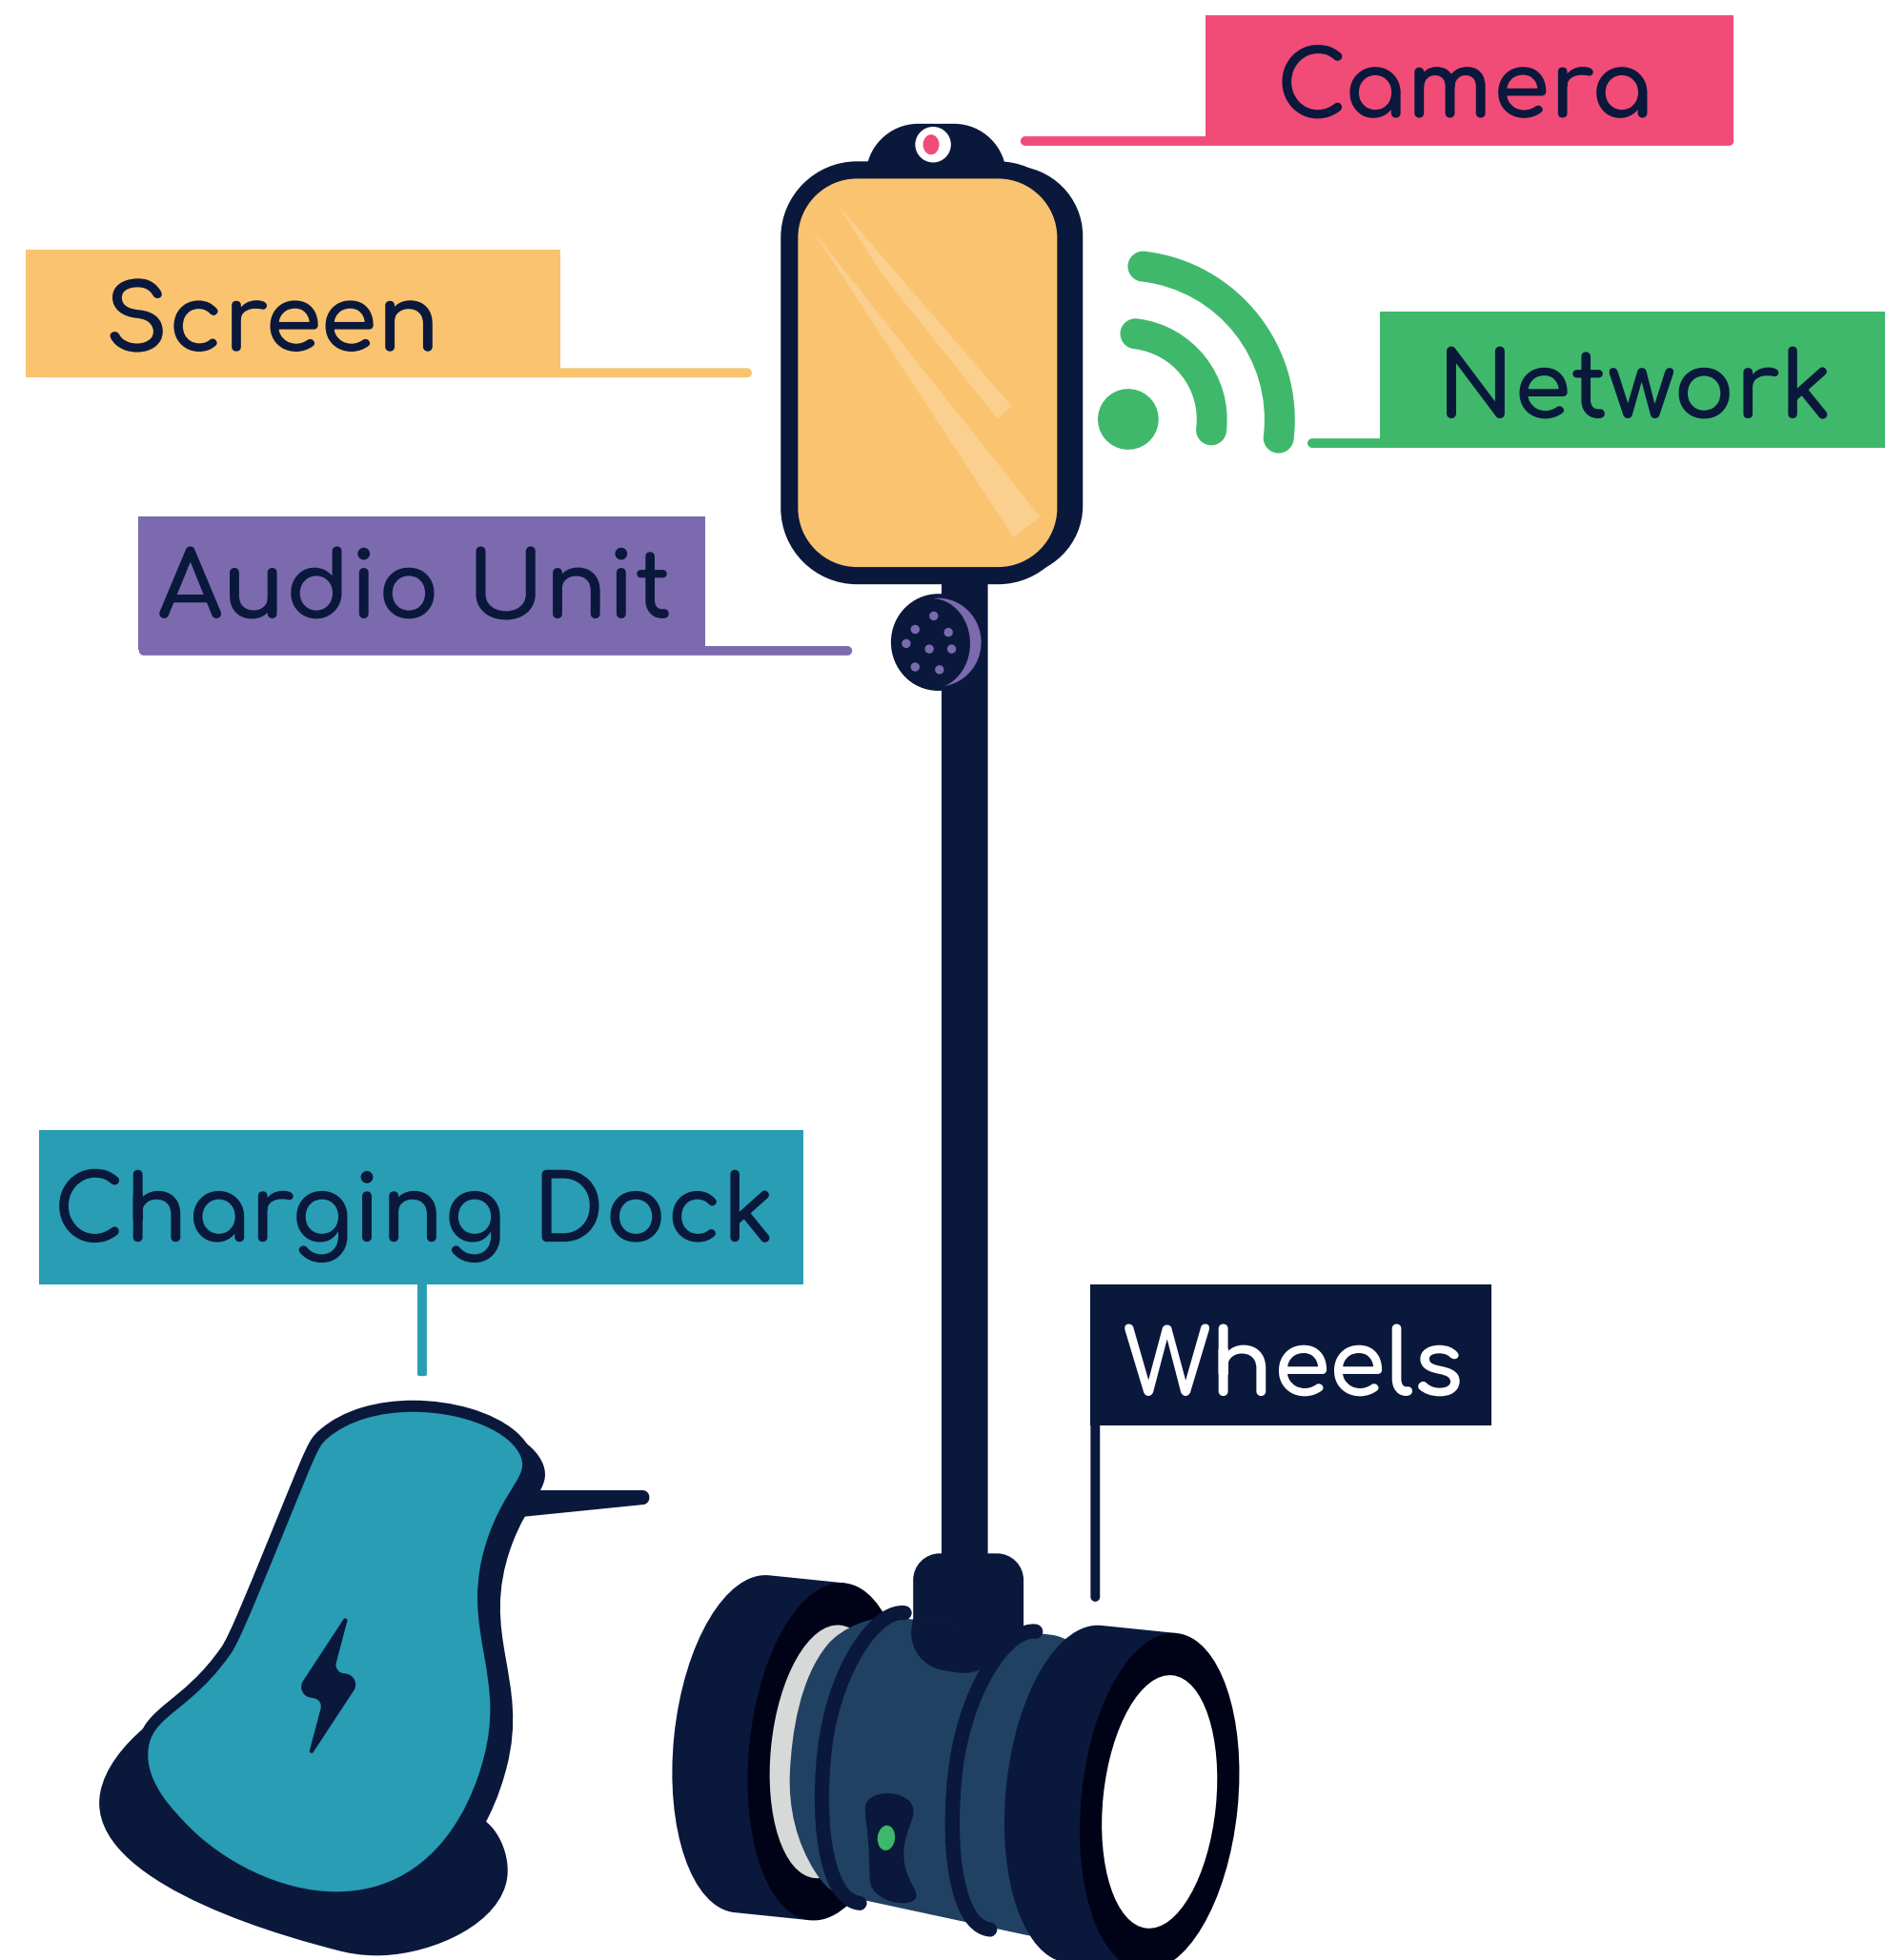 Camera
Screen
Network
Audio Unit
Charging Dock
Wheels